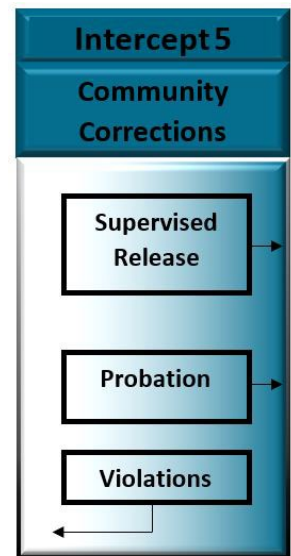 Intercept 5
Community
Corrections
Supervised
Release
Probation
Violations